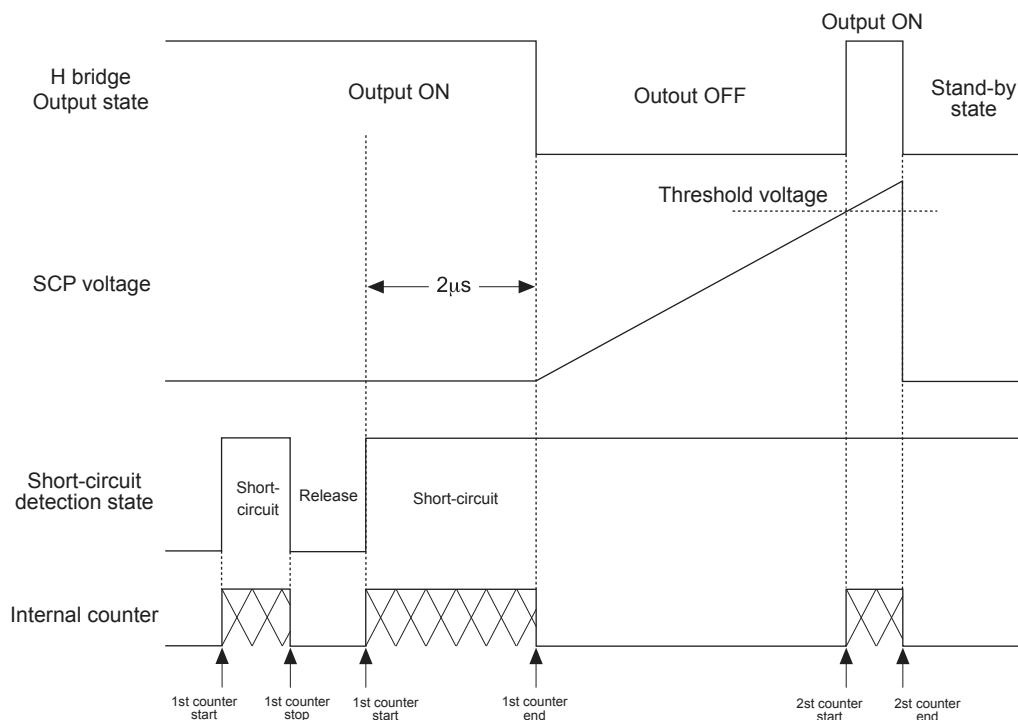 Output ON
H bridge
Output state
Output ON
Outout OFF
Stand-by
state
Threshold voltage
SCP voltage
2μs
Short-circuit
detection state
Short-
circuit
Release
Short-circuit
Internal counter
1st counter
start
1st counter
stop
1st counter
start
1st counter
end
2st counter
start
2st counter
end